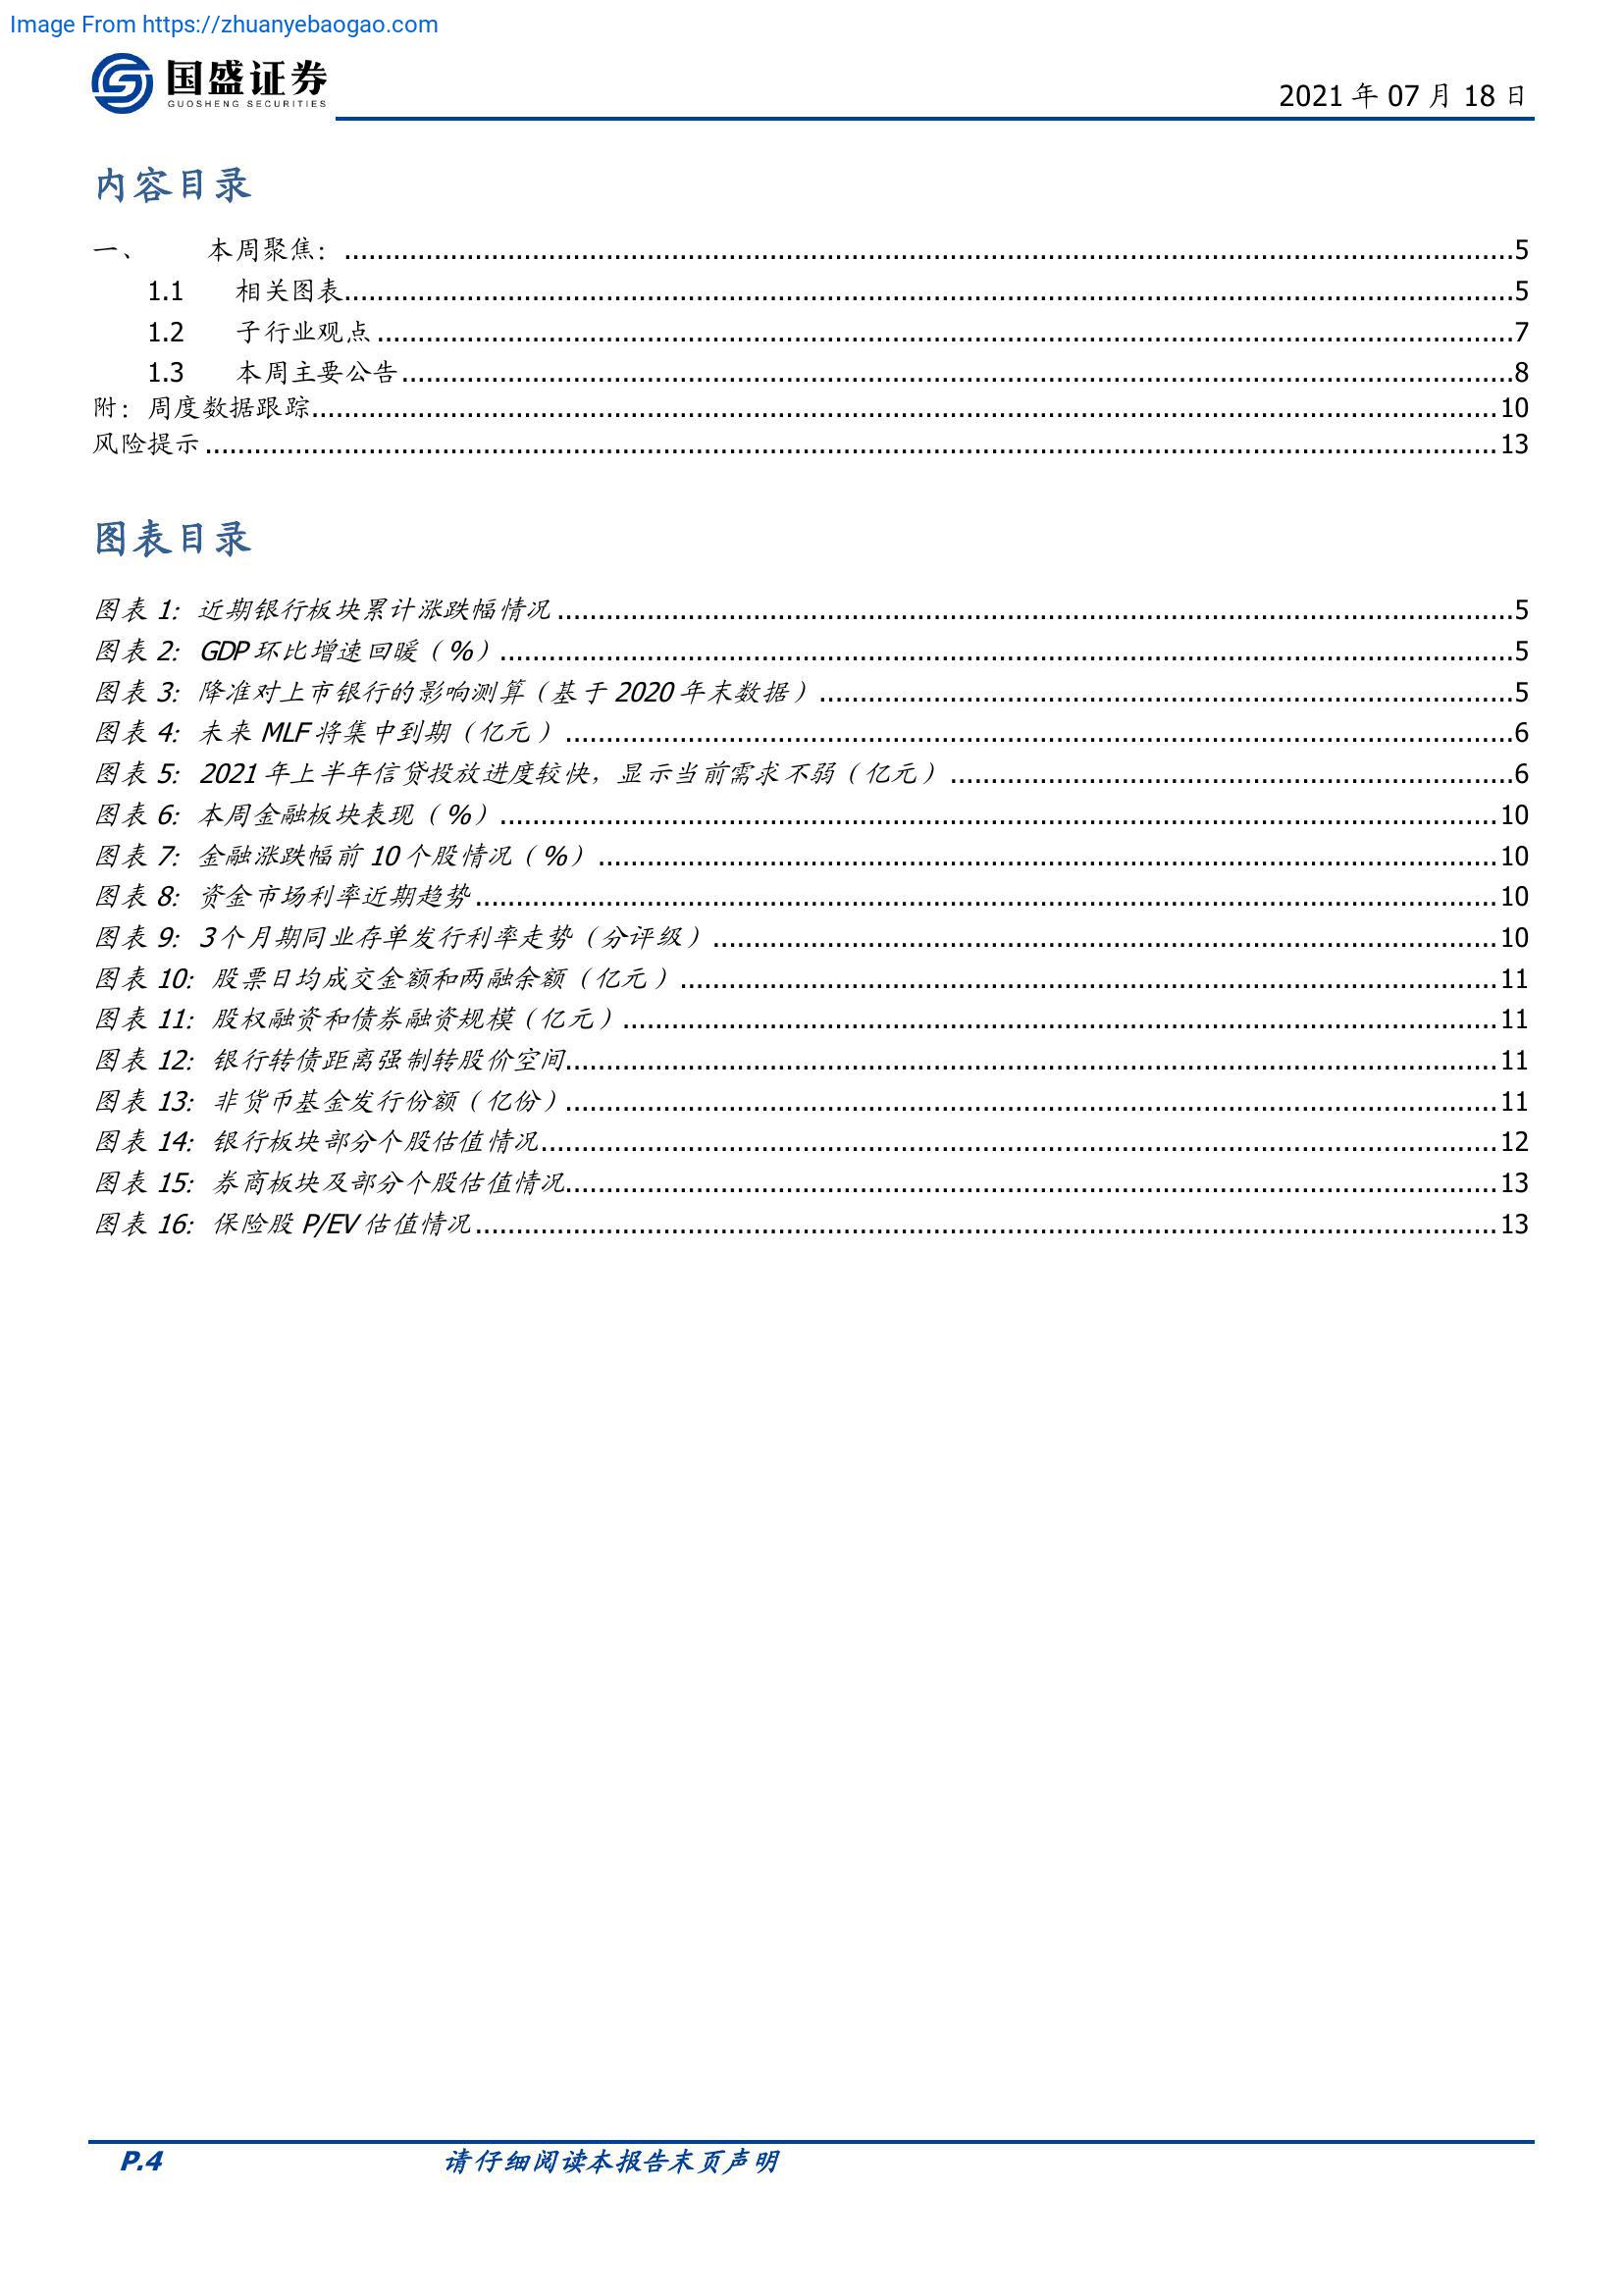 Image From https://zhuanyebaogao.com
国盛证券
GUOSHENG SECURITIES
2021 年 07 月 18 日
内容目录
一、 本周聚焦：.....5
1.1 相关图表.....5
1.2 子行业观点.....7
1.3 本周主要公告.....8
附：周度数据跟踪.....10
风险提示.....13
图表目录
图表 1: 近期银行板块累计涨跌幅情况.....5
图表 2: GDP 环比增速回暖（%）.....5
图表 3: 降准对上市银行的影响测算（基于 2020 年末数据）.....5
图表 4: 未来 MLF 将集中到期（亿元）.....6
图表 5: 2021 年上半年信贷投放进度较快，显示当前需求不弱（亿元）.....6
图表 6: 本周金融板块表现（%）.....10
图表 7: 金融涨跌幅前 10 个股情况（%）.....10
图表 8: 资金市场利率近期趋势.....10
图表 9: 3 个月期同业存单发行利率走势（分评级）.....10
图表 10: 股票日均成交金额和两融余额（亿元）.....11
图表 11: 股权融资和债券融资规模（亿元）.....11
图表 12: 银行转债距离强制转股价空间.....11
图表 13: 非货币基金发行份额（亿份）.....11
图表 14: 银行板块部分个股估值情况.....12
图表 15: 券商板块及部分个股估值情况.....13
图表 16: 保险股 P/EV 估值情况.....13
P.4 请仔细阅读本报告末页声明